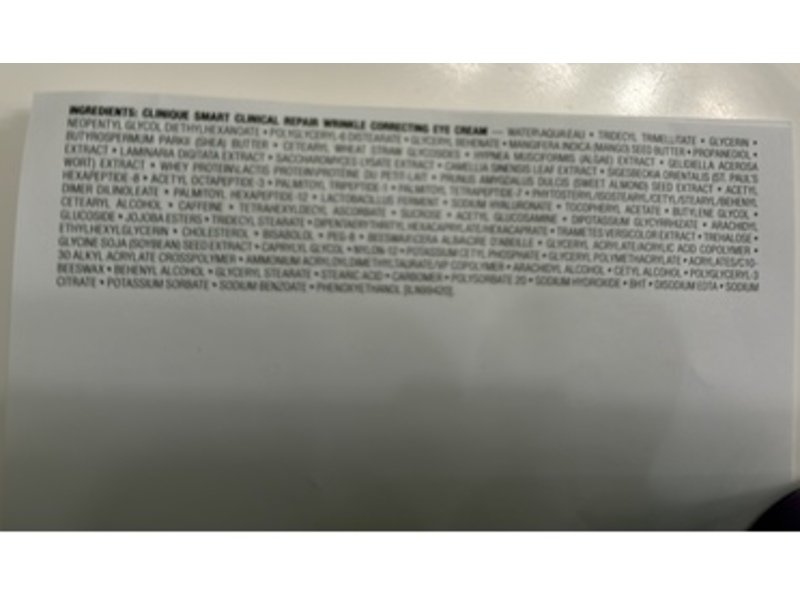 INGREDIENTS: CLINIQUE SMART CLINICAL REPAIR WRINKLE CORRECTING EYE CREAM — WATER\AQUA\EAU • TRIDECYL TRIMELLITATE • GLYCERIN •
NEOPENTYL GLYCOL DIETHYLHEXANOATE • POLYGLYCERYL-6 DISTEARATE • GLYCERYL BEHENATE • MANGIFERA INDICA (MANGO) SEED BUTTER • PROPANEDIOL •
BUTYROSPERMUM PARKII (SHEA) BUTTER • CETEARYL WHEAT STRAW GLYCOSIDES • HYPNEA MUSCIFORMIS (ALGAE) EXTRACT • GELIDIELLA ACEROSA
EXTRACT • LAMINARIA DIGITATA EXTRACT • SACCHAROMYCES LYSATE EXTRACT • CAMELLIA SINENSIS LEAF EXTRACT • SIGESBECKIA ORIENTALIS (ST. PAUL'S
WORT) EXTRACT • WHEY PROTEIN\LACTIS PROTEIN\PROTÉINE DU PETIT-LAIT • PRUNUS AMYGDALUS DULCIS (SWEET ALMOND) SEED EXTRACT • ACETYL
HEXAPEPTIDE-8 • ACETYL OCTAPEPTIDE-3 • PALMITOYL TRIPEPTIDE-1 • PALMITOYL TETRAPEPTIDE-7 • PHYTOSTERYL/ISOSTEARYL/CETYL/STEARYL/BEHENYL
DIMER DILINOLEATE • PALMITOYL HEXAPEPTIDE-12 • LACTOBACILLUS FERMENT • SODIUM HYALURONATE • TOCOPHERYL ACETATE • BUTYLENE GLYCOL •
CETEARYL ALCOHOL • CAFFEINE • TETRAHEXYLDECYL ASCORBATE • SUCROSE • ACETYL GLUCOSAMINE • DIPOTASSIUM GLYCYRRHIZATE • ARACHIDYL
GLUCOSIDE • JOJOBA ESTERS • TRIDECYL STEARATE • DIPENTAERYTHRITYL HEXACAPRYLATE/HEXACAPRATE • TRAMETES VERSICOLOR EXTRACT • TREHALOSE •
ETHYLHEXYLGLYCERIN • CHOLESTEROL • BISABOLOL • PEG-8 • BEESWAX\CERA ALBA\CIRE D'ABEILLE • GLYCERYL ACRYLATE/ACRYLIC ACID COPOLYMER •
GLYCINE SOJA (SOYBEAN) SEED EXTRACT • CAPRYLYL GLYCOL • NYLON-12 • POTASSIUM CETYL PHOSPHATE • GLYCERYL POLYMETHACRYLATE • ACRYLATES/C10-
30 ALKYL ACRYLATE CROSSPOLYMER • AMMONIUM ACRYLOYLDIMETHYLTAURATE/VP COPOLYMER • ARACHIDYL ALCOHOL • CETYL ALCOHOL • POLYGLYCERYL-3
BEESWAX • BEHENYL ALCOHOL • GLYCERYL STEARATE • STEARIC ACID • CARBOMER • POLYSORBATE 20 • SODIUM HYDROXIDE • BHT • DISODIUM EDTA • SODIUM
CITRATE • POTASSIUM SORBATE • SODIUM BENZOATE • PHENOXYETHANOL